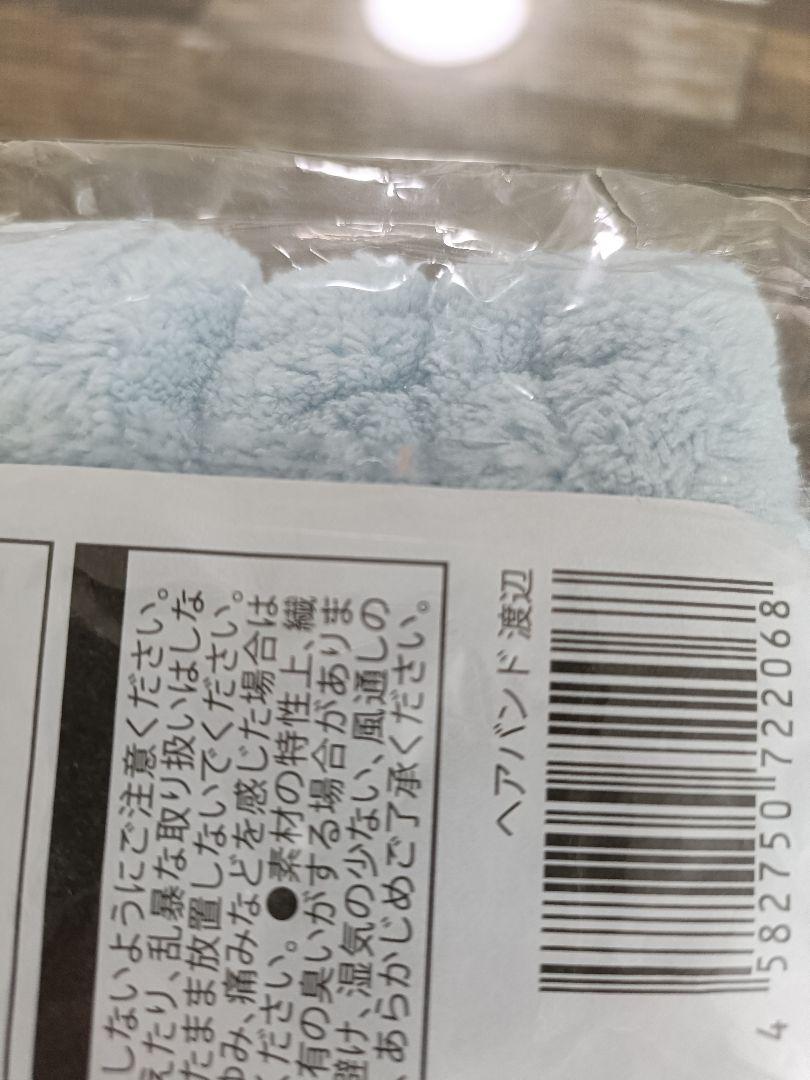 しないようにご注意ください。
えたり、乱暴な取り扱いはしな
たまま放置しないでください。
ゆみ、痛みなどを感じた場合は
ください。●素材の特性上、繊
有の臭いがする場合がありま
避け、湿気の少ない、風通しの
、あらかじめご了承ください。
ヘアバンド 渡辺
4 582750 722068